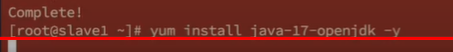 Complete!
[root@slave1 ~]# yum install java-17-openjdk -y